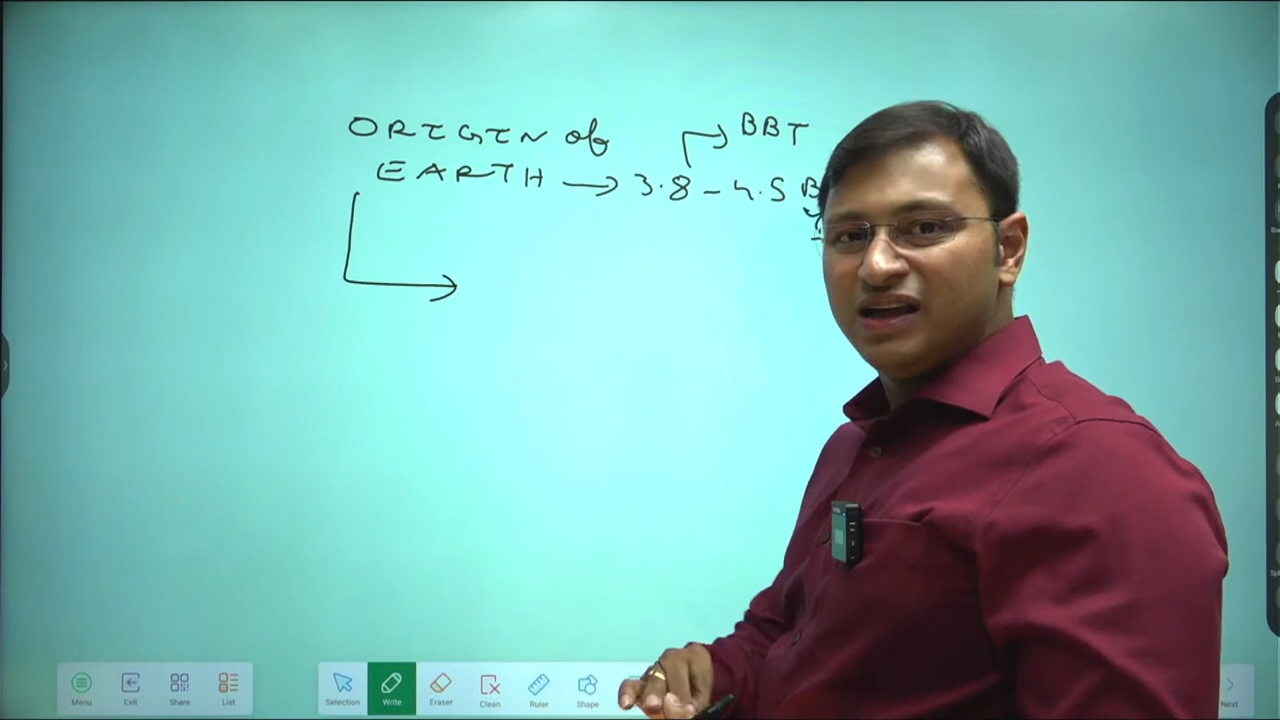 ORIGIN of → BBT
EARTH → 3.8 - 4.5 B
Menu Exit Share List Selection Write Eraser Clean Ruler Shape Next